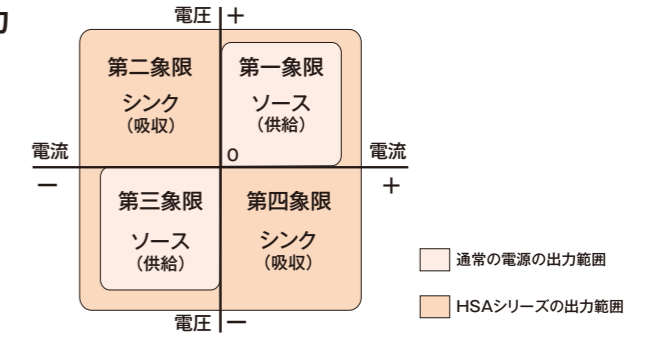 力
電圧 +
第二象限
シンク
(吸収)
第一象限
ソース
(供給)
電流
−
0
電流
+
第三象限
ソース
(供給)
第四象限
シンク
(吸収)
電圧 −
通常の電源の出力範囲
HSAシリーズの出力範囲